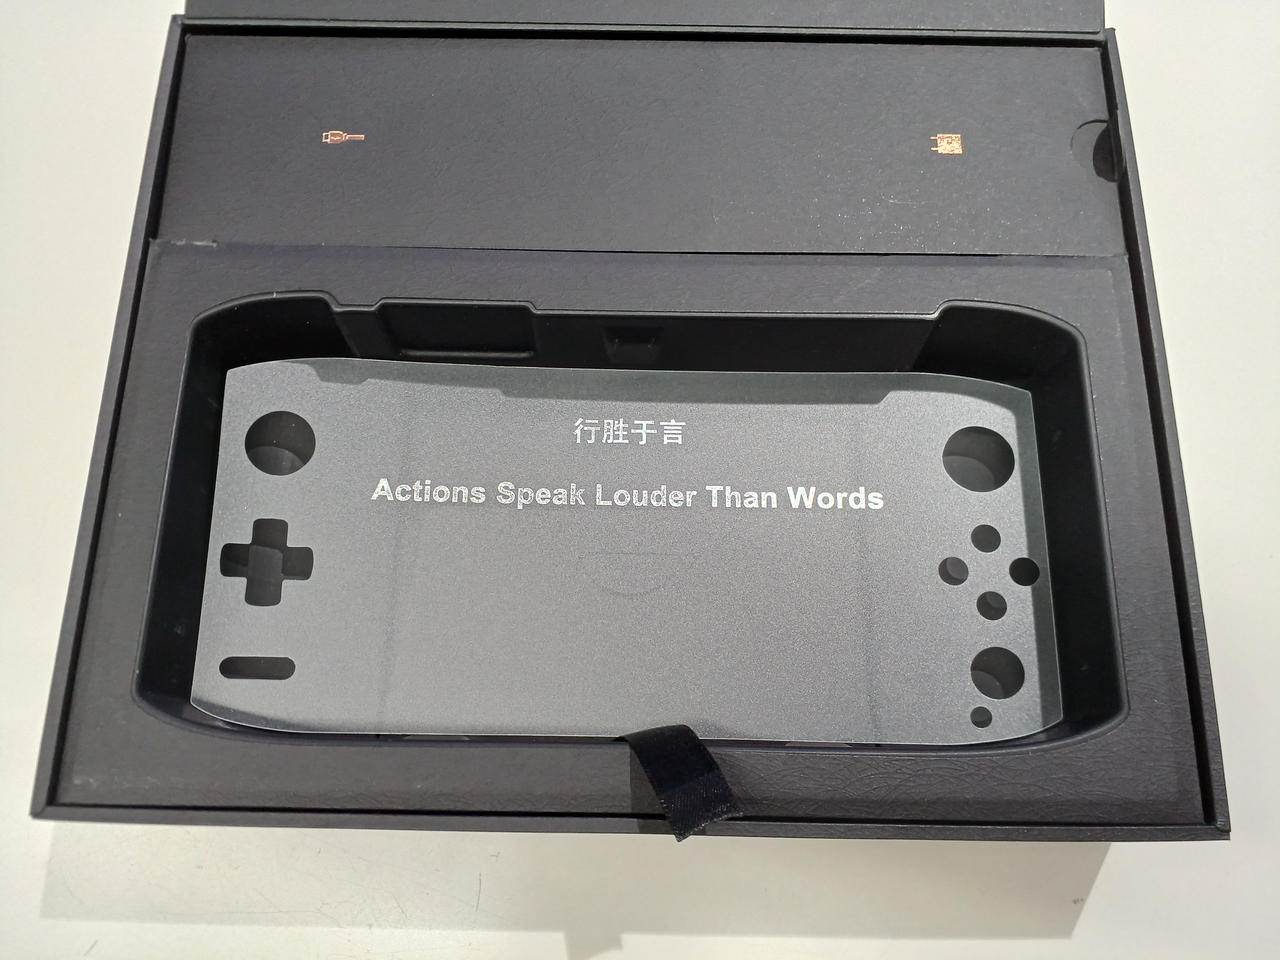 行胜于言
Actions Speak Louder Than Words